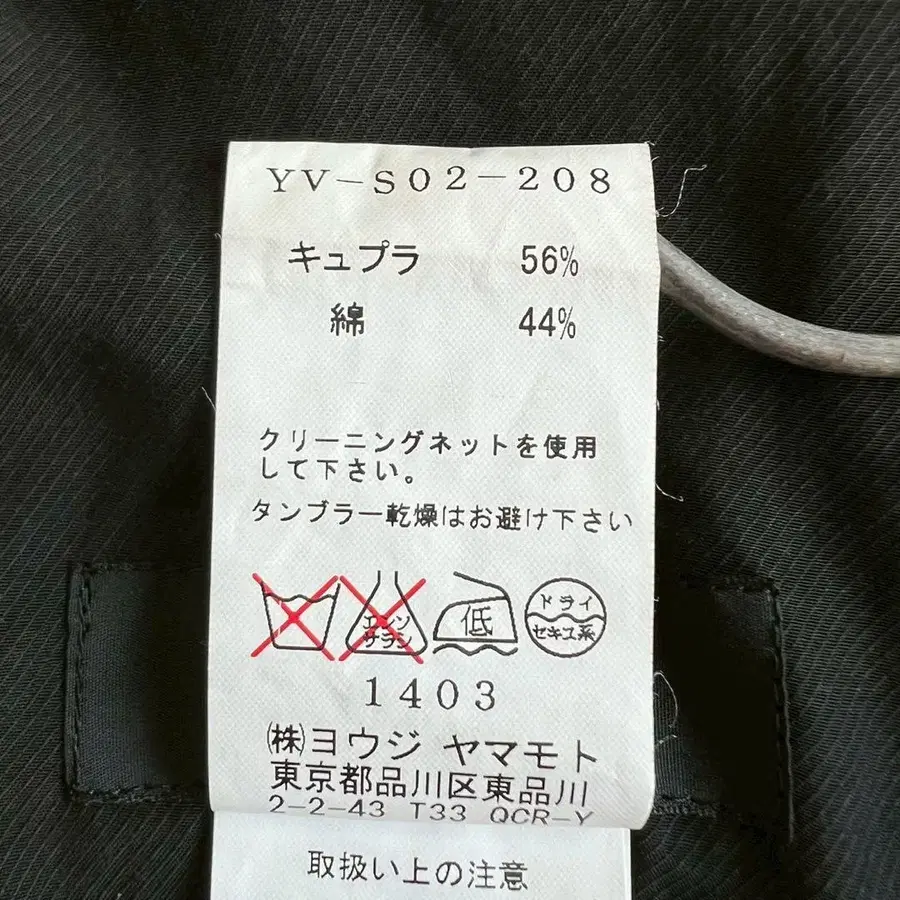 YV-S02-208
キュプラ 56%
綿 44%
クリーニングネットを使用
して下さい。
タンブラー乾燥はお避け下さい
エンソ
サラシ
低
ドライ
セキユ系
1403
㈱ヨウジ ヤマモト
東京都品川区東品川
2-2-43 T33 QCR-Y
取扱い上の注意